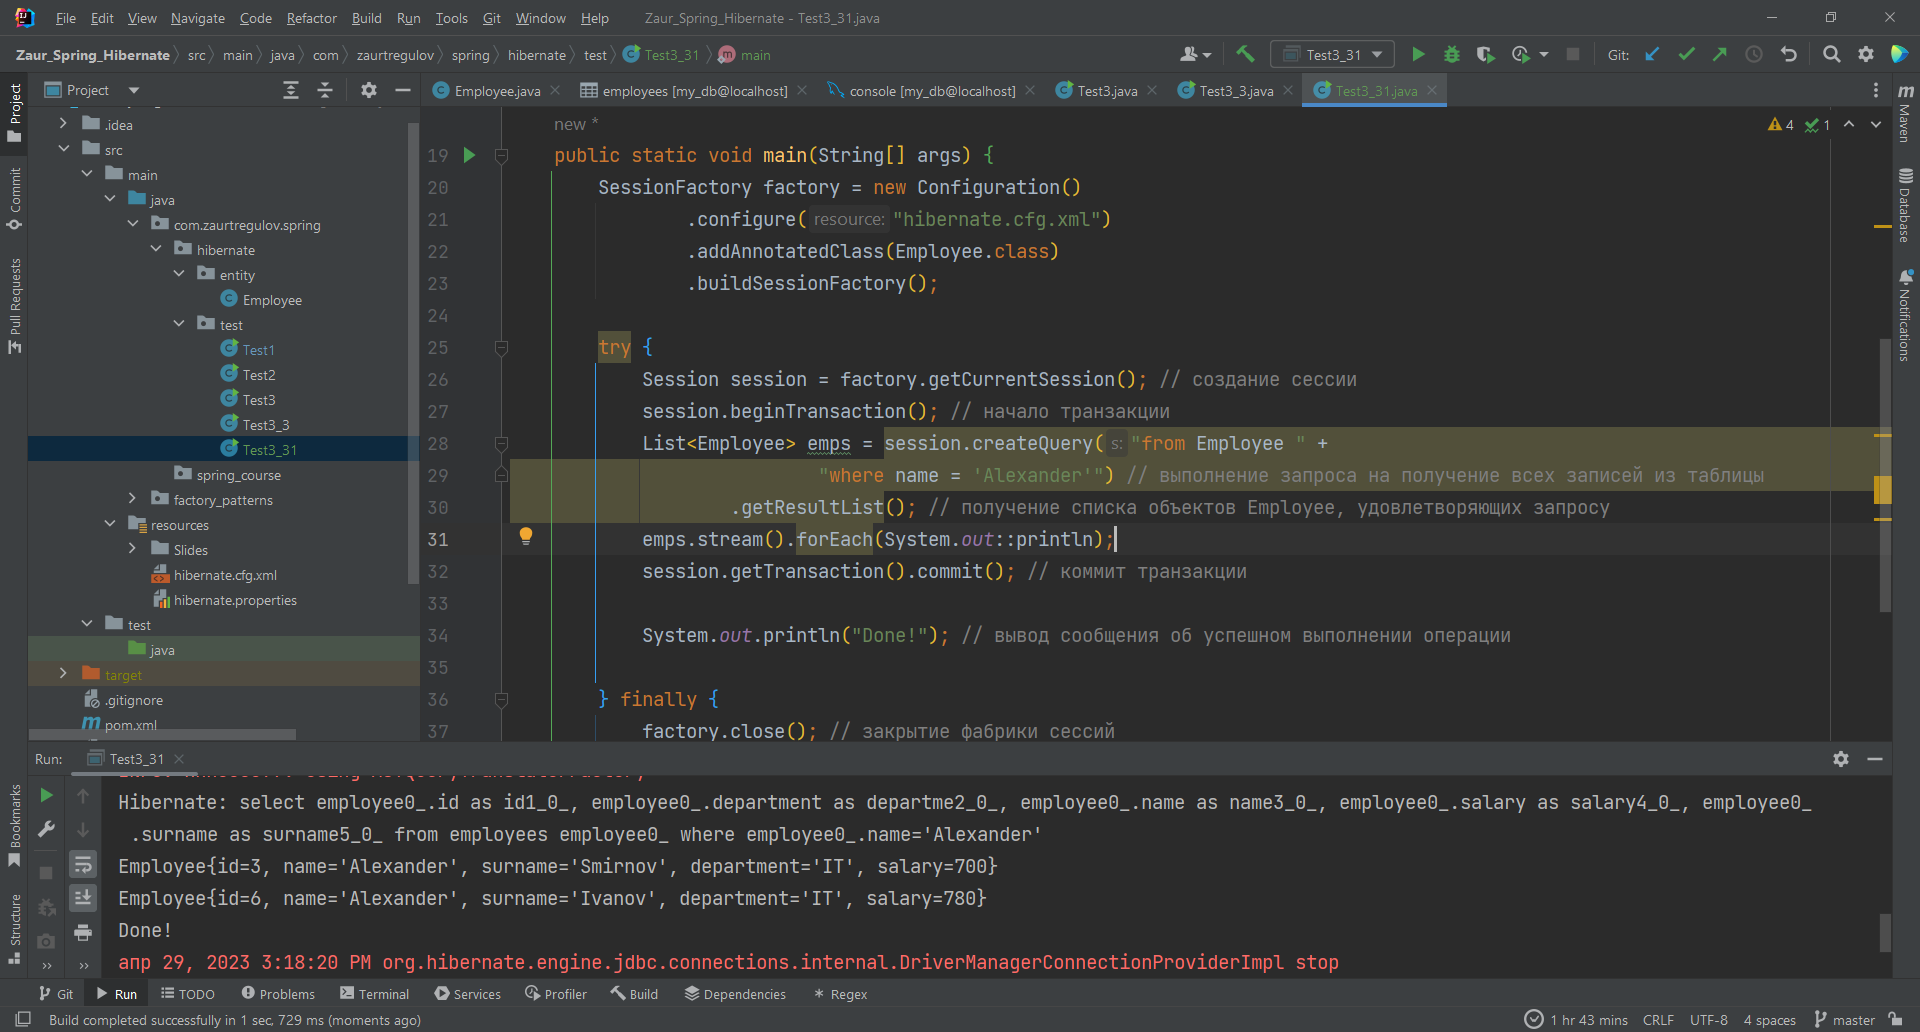 File Edit View Navigate Code Refactor Build Run Tools Git Window Help Zaur_Spring_Hibernate - Test3_31.java
Zaur_Spring_Hibernate src main java com zaurtregulov spring hibernate test Test3_31 main Test3_31 Git:
Project
Employee.java employees [my_db@localhost] console [my_db@localhost] Test3.java Test3_3.java Test3_31.java
Project
Commit
Pull Requests
Bookmarks
Structure
.idea
src
main
java
com.zaurtregulov.spring
hibernate
entity
Employee
test
Test1
Test2
Test3
Test3_3
Test3_31
spring_course
factory_patterns
resources
Slides
hibernate.cfg.xml
hibernate.properties
test
java
target
.gitignore
pom.xml
new *
4 1
19 public static void main(String[] args) {
20 SessionFactory factory = new Configuration()
21 .configure( resource: "hibernate.cfg.xml")
22 .addAnnotatedClass(Employee.class)
23 .buildSessionFactory();
24
25 try {
26 Session session = factory.getCurrentSession(); // создание сессии
27 session.beginTransaction(); // начало транзакции
28 List<Employee> emps = session.createQuery( s: "from Employee " +
29 "where name = 'Alexander'") // выполнение запроса на получение всех записей из таблицы
30 .getResultList(); // получение списка объектов Employee, удовлетворяющих запросу
31 emps.stream().forEach(System.out::println);
32 session.getTransaction().commit(); // коммит транзакции
33
34 System.out.println("Done!"); // вывод сообщения об успешном выполнении операции
35
36 } finally {
37 factory.close(); // закрытие фабрики сессий
Maven
Database
Notifications
Run: Test3_31
Hibernate: select employee0_.id as id1_0_, employee0_.department as departme2_0_, employee0_.name as name3_0_, employee0_.salary as salary4_0_, employee0_
.surname as surname5_0_ from employees employee0_ where employee0_.name='Alexander'
Employee{id=3, name='Alexander', surname='Smirnov', department='IT', salary=700}
Employee{id=6, name='Alexander', surname='Ivanov', department='IT', salary=780}
Done!
апр 29, 2023 3:18:20 PM org.hibernate.engine.jdbc.connections.internal.DriverManagerConnectionProviderImpl stop
Git Run TODO Problems Terminal Services Profiler Build Dependencies Regex
Build completed successfully in 1 sec, 729 ms (moments ago) 1 hr 43 mins CRLF UTF-8 4 spaces master